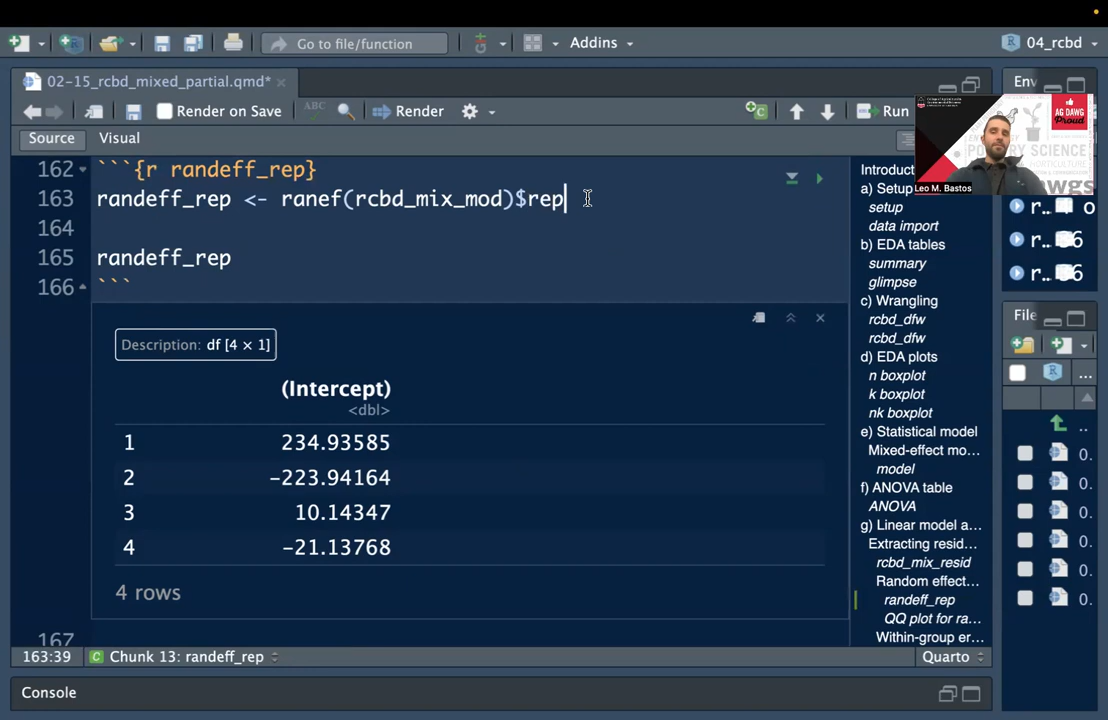 Go to file/function
Addins
04_rcbd
02-15_rcbd_mixed_partial.qmd*
Render on Save
ABC
Render
Run
Source
Visual
162
```{r randeff_rep}
163
randeff_rep <- ranef(rcbd_mix_mod)$rep
164
165
randeff_rep
166
```
Description: df [4 × 1]
(Intercept)
<dbl>
1 234.93585
2 -223.94164
3 10.14347
4 -21.13768
4 rows
167
163:39
Chunk 13: randeff_rep
Quarto
Console
Introduc
a) Setup
setup
data import
b) EDA tables
summary
glimpse
c) Wrangling
rcbd_dfw
rcbd_dfw
d) EDA plots
n boxplot
k boxplot
nk boxplot
e) Statistical model
Mixed-effect mo...
model
f) ANOVA table
ANOVA
g) Linear model a...
Extracting resid...
rcbd_mix_resid
Random effect...
randeff_rep
QQ plot for ra...
Within-group er...
Env
AG DAWG
Proud
Leo M. Bastos
File